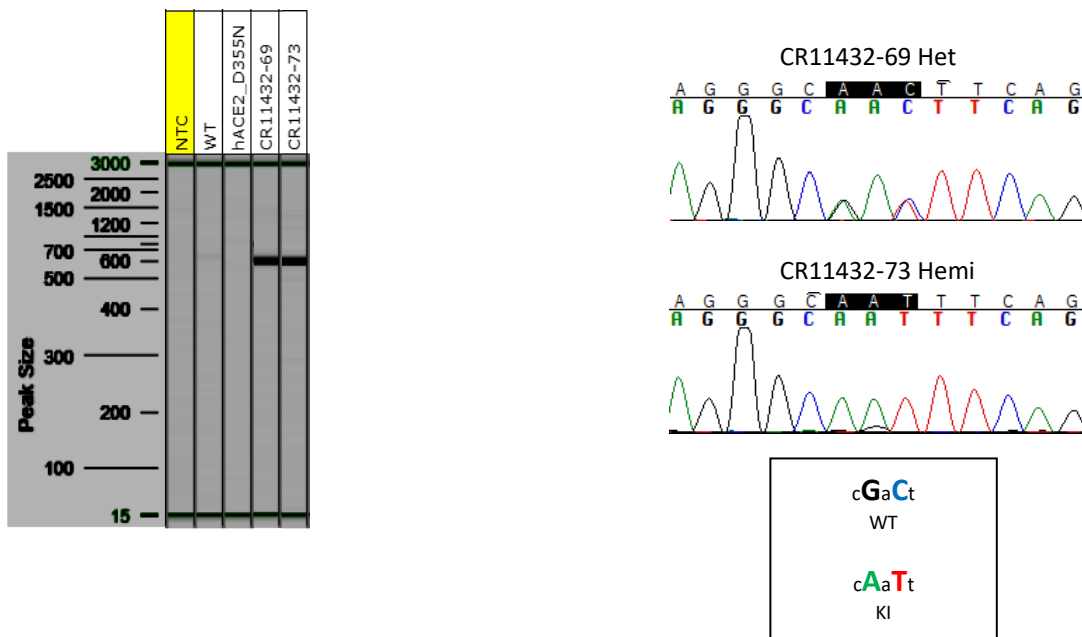 NTC
WT
hACE2_D355N
CR11432-69
CR11432-73
Peak Size
3000
2500
2000
1500
1200
700
600
500
400
300
200
100
15
CR11432-69 Het
A G G G C A A C T T C A G
A G G G C A A C T T C A G
CR11432-73 Hemi
A G G G C A A T T T C A G
A G G G C A A T T T C A G
cGaCt
WT
cAaTt
KI